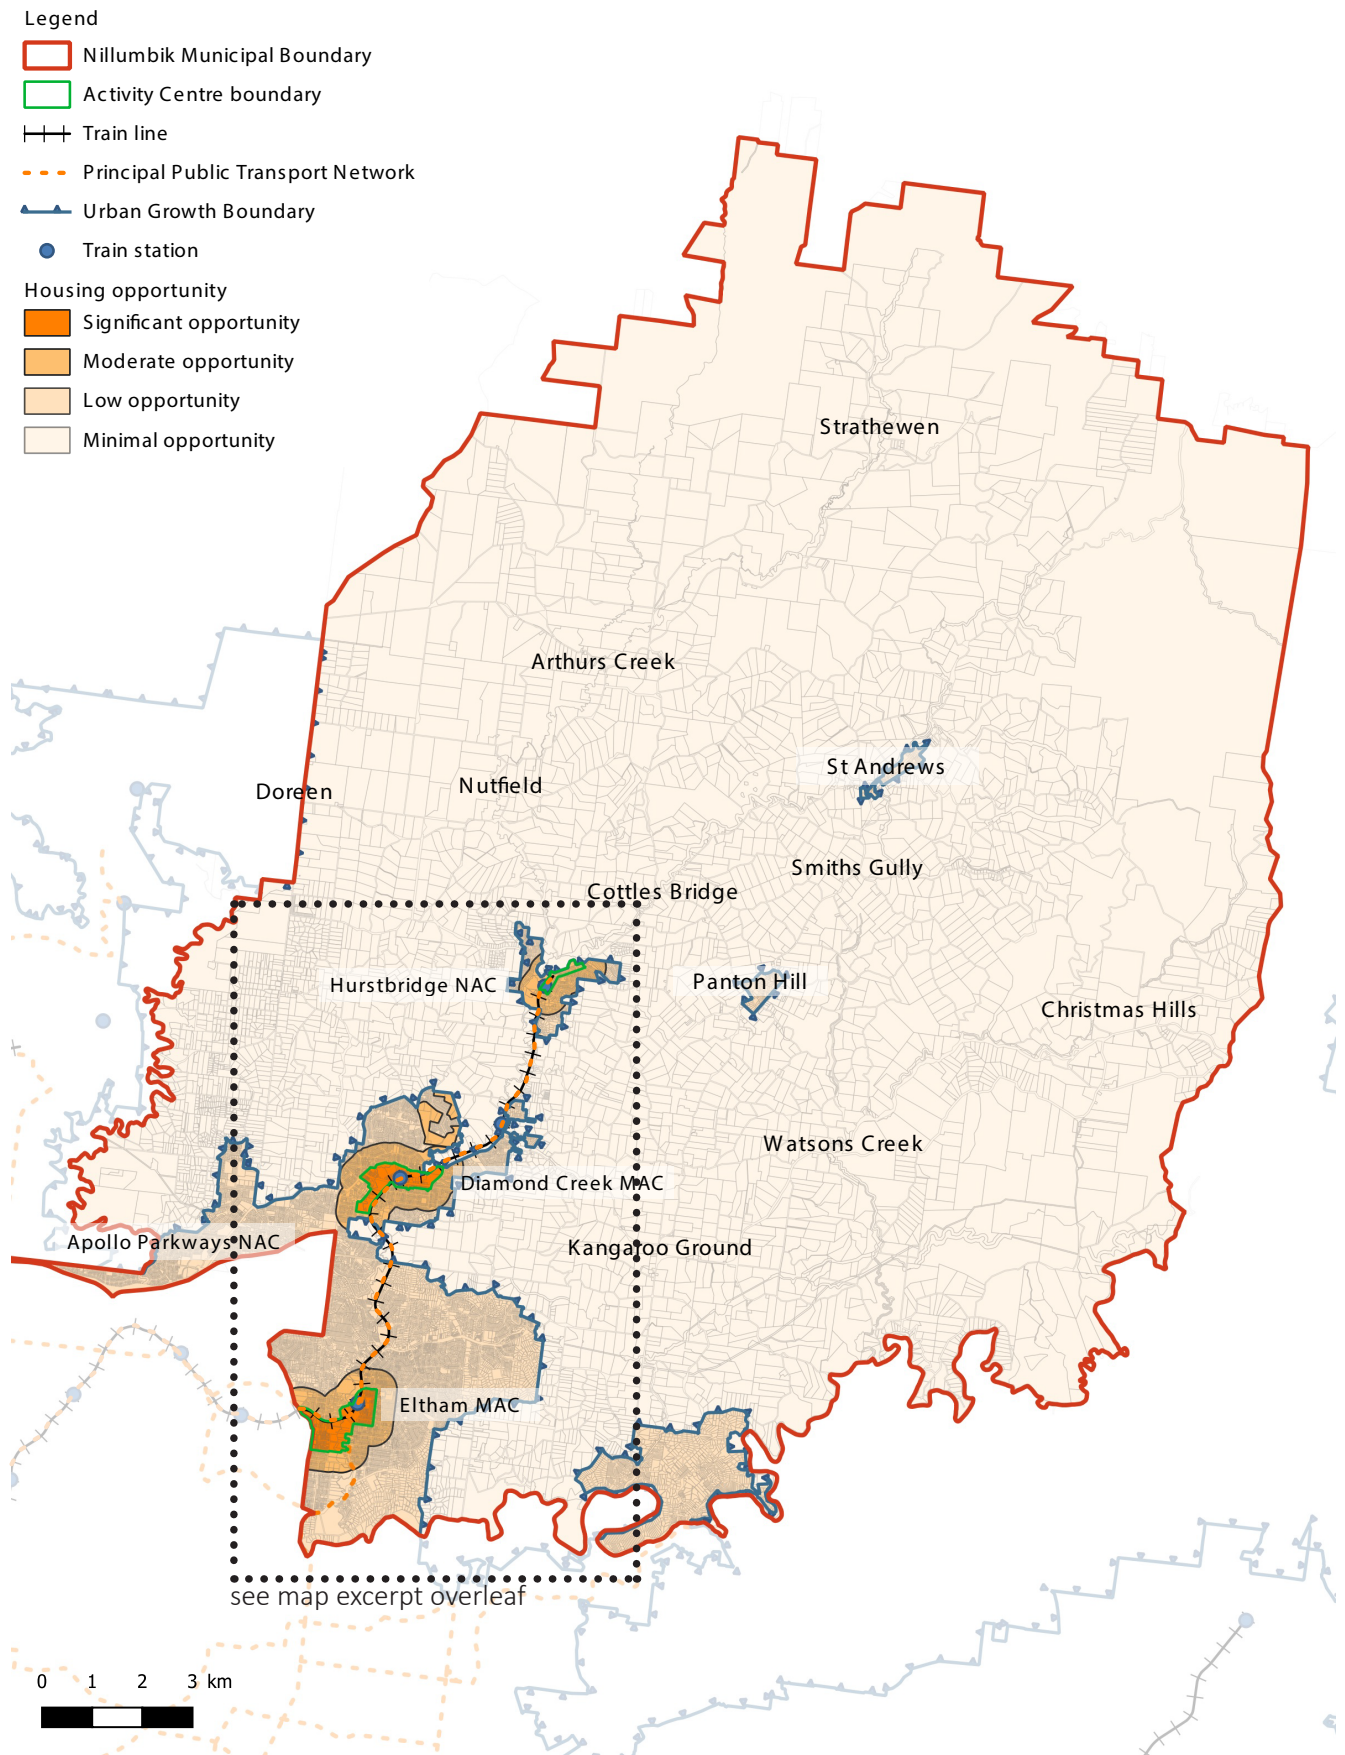 Legend
Nillumbik Municipal Boundary
Activity Centre boundary
Train line
Principal Public Transport Network
Urban Growth Boundary
Train station
Housing opportunity
Significant opportunity
Moderate opportunity
Low opportunity
Minimal opportunity
Strathewen
Arthurs Creek
St Andrews
Nutfield
Doreen
Smiths Gully
Cottles Bridge
Panton Hill
Hurstbridge NAC
Christmas Hills
Watsons Creek
Diamond Creek MAC
Apollo Parkways NAC
Kangaroo Ground
Eltham MAC
see map excerpt overleaf
0 1 2 3 km